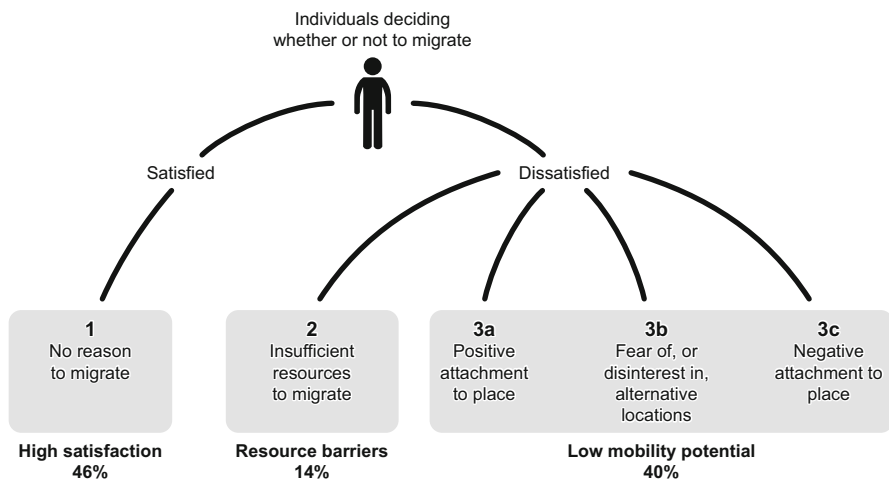 Individuals deciding
whether or not to migrate
Satisfied
Dissatisfied
1
No reason
to migrate
2
Insufficient
resources
to migrate
3a
Positive
attachment
to place
3b
Fear of, or
disinterest in,
alternative
locations
3c
Negative
attachment to
place
High satisfaction
46%
Resource barriers
14%
Low mobility potential
40%